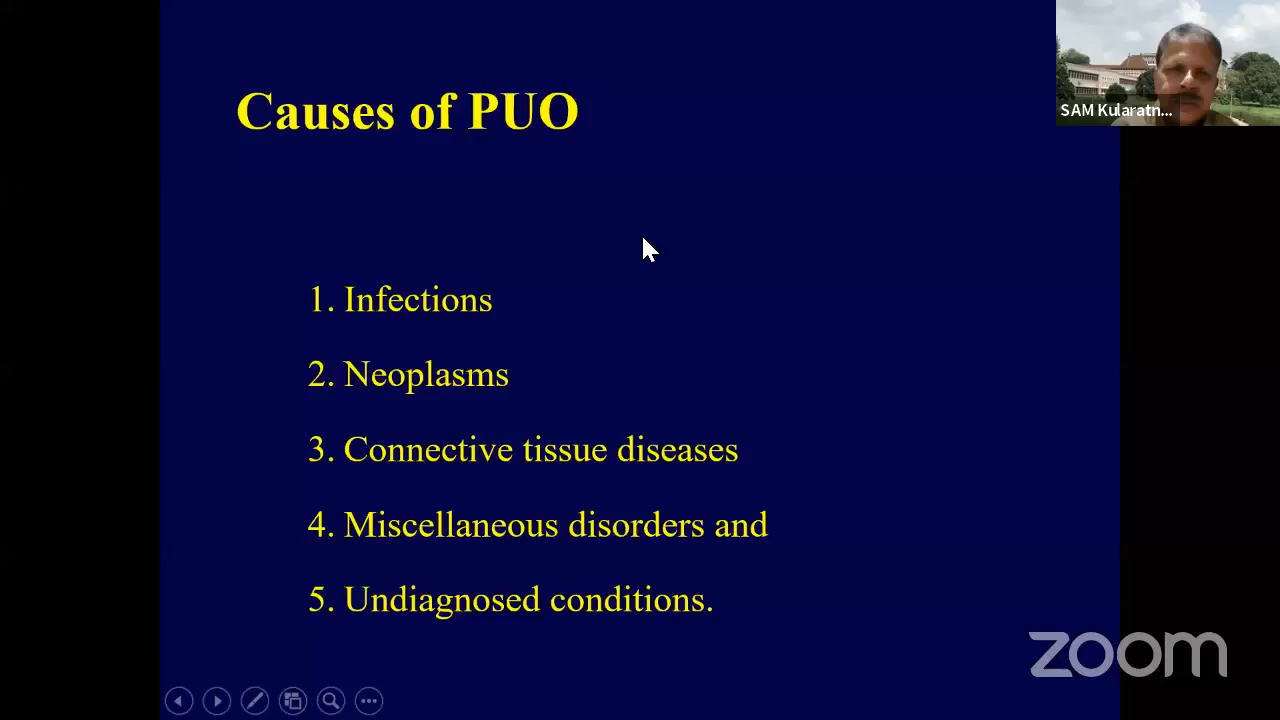 Causes of PUO
SAM Kularatn...
1. Infections
2. Neoplasms
3. Connective tissue diseases
4. Miscellaneous disorders and
5. Undiagnosed conditions.
zoom